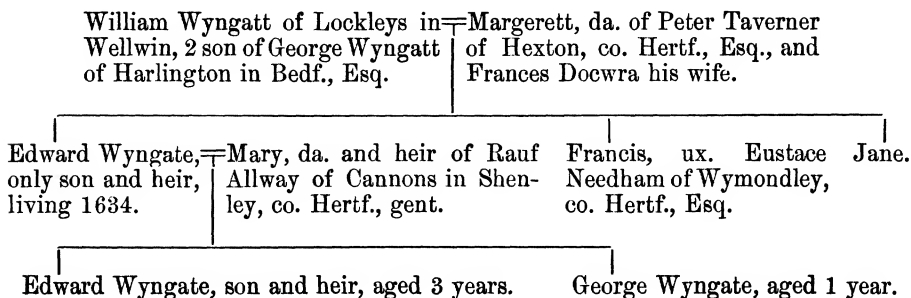 William Wyngatt of Lockleys in
Wellwin, 2 son of George Wyngatt
of Harlington in Bedf., Esq.
Margerett, da. of Peter Taverner
of Hexton, co. Hertf., Esq., and
Frances Docwra his wife.
Edward Wyngate,
only son and heir,
living 1634.
Mary, da. and heir of Rauf
Allway of Cannons in Shen-
ley, co. Hertf., gent.
Francis, ux. Eustace
Needham of Wymondley,
co. Hertf., Esq.
Jane.
Edward Wyngate, son and heir, aged 3 years.
George Wyngate, aged 1 year.